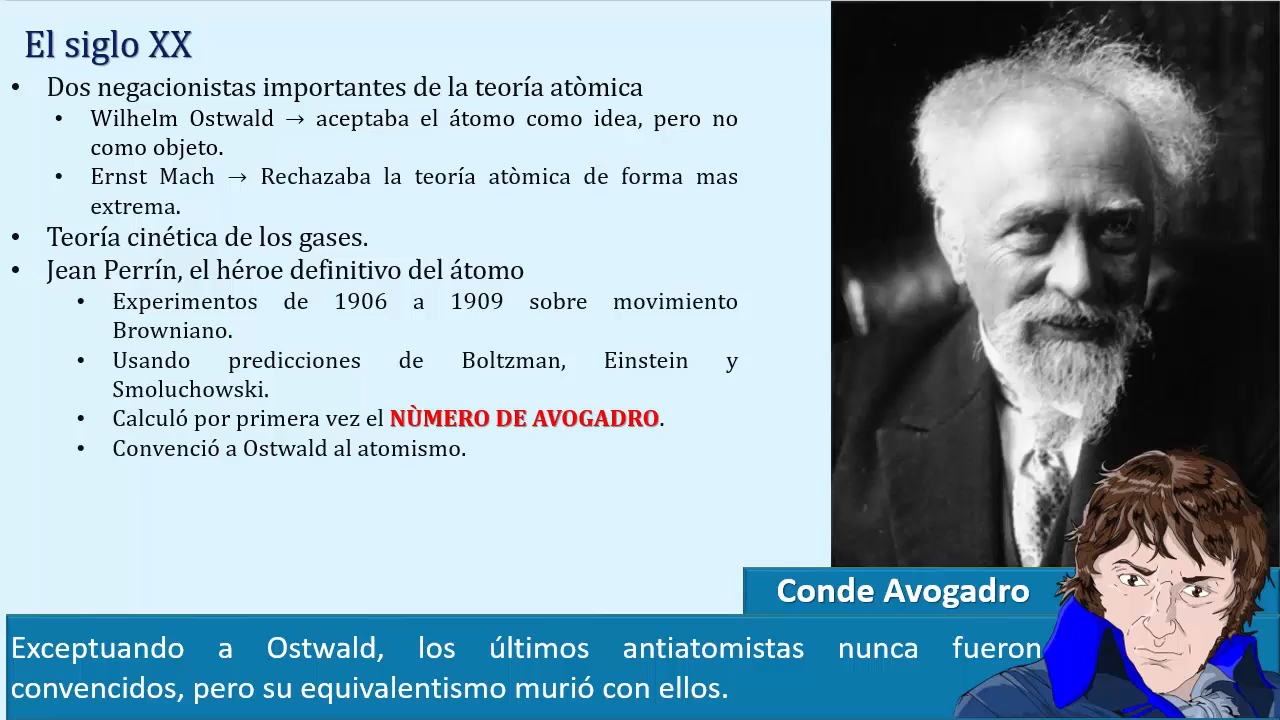 El siglo XX
• Dos negacionistas importantes de la teoría atòmica
• Wilhelm Ostwald → aceptaba el átomo como idea, pero no
como objeto.
• Ernst Mach → Rechazaba la teoría atòmica de forma mas
extrema.
• Teoría cinética de los gases.
• Jean Perrín, el héroe definitivo del átomo
• Experimentos de 1906 a 1909 sobre movimiento
Browniano.
• Usando predicciones de Boltzman, Einstein y
Smoluchowski.
• Calculó por primera vez el NÙMERO DE AVOGADRO.
• Convenció a Ostwald al atomismo.
Conde Avogadro
Exceptuando a Ostwald, los últimos antiatomistas nunca fueron
convencidos, pero su equivalentismo murió con ellos.